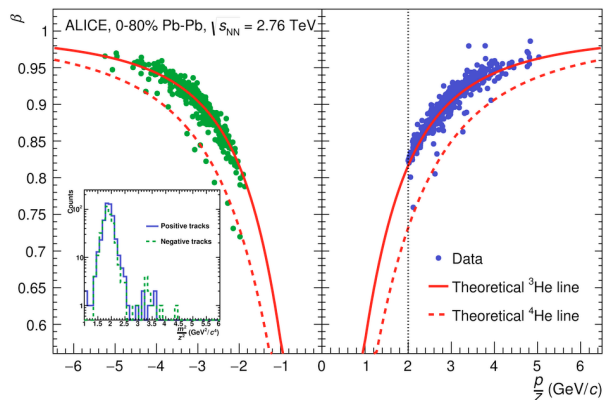 β
ALICE, 0-80% Pb-Pb, √s_NN = 2.76 TeV
1
0.95
0.9
0.85
0.8
0.75
0.7
0.65
0.6
Counts
10²
10
1
Positive tracks
Negative tracks
1 1.5 2 2.5 3 3.5 4 4.5 5 5.5 6
m²/z² (GeV²/c⁴)
Data
Theoretical ³He line
Theoretical ⁴He line
−6 −5 −4 −3 −2 −1 0 1 2 3 4 5 6
p/z (GeV/c)